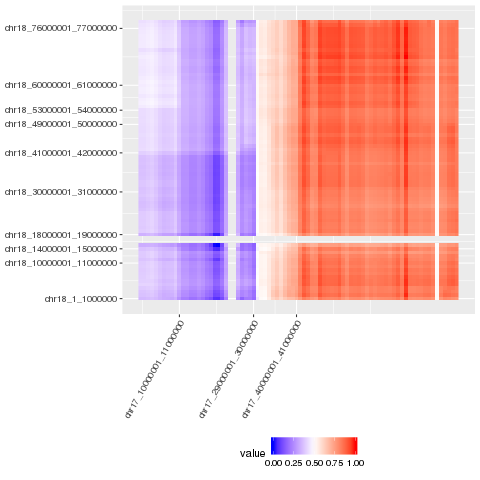 chr18_76000001_77000000
chr18_60000001_61000000
chr18_53000001_54000000
chr18_49000001_50000000
chr18_41000001_42000000
chr18_30000001_31000000
chr18_18000001_19000000
chr18_14000001_15000000
chr18_10000001_11000000
chr18_1_1000000
chr17_10000001_11000000
chr17_29000001_30000000
chr17_40000001_41000000
value
0.00 0.25 0.50 0.75 1.00